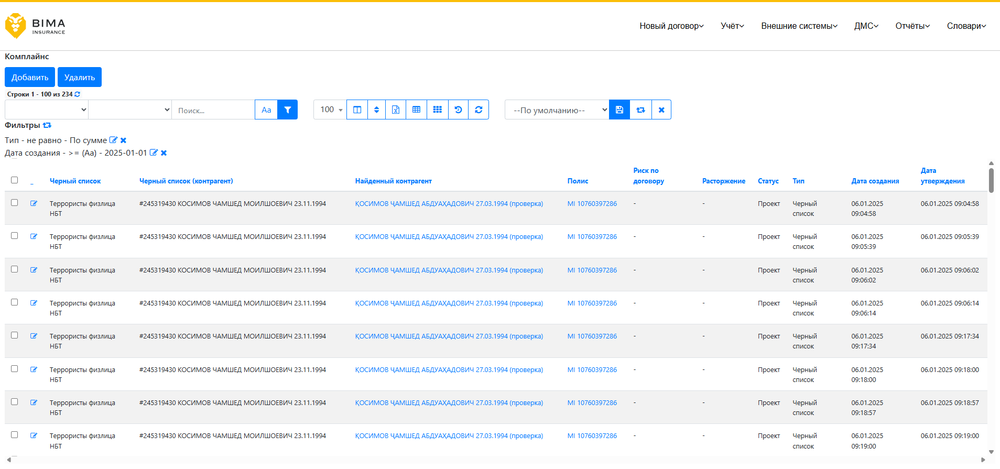 BIMA
INSURANCE
Новый договор Учёт Внешние системы ДМС Отчёты Словари
Комплайнс
Добавить Удалить
Строки 1 - 100 из 234
Поиск... Aa 100 --По умолчанию--
Фильтры
Тип - не равно - По сумме
Дата создания - >= (Aa) - 2025-01-01
_ Черный список Черный список (контрагент) Найденный контрагент Полис Риск по договору Расторжение Статус Тип Дата создания Дата утверждения
Террористы физлица НБТ #245319430 КОСИМОВ ЧАМШЕД МОИЛШОЕВИЧ 23.11.1994 ҚОСИМОВ ҶАМШЕД АБДУАҲАДОВИЧ 27.03.1994 (проверка) MI 10760397286 - - Проект Черный список 06.01.2025 09:04:58 06.01.2025 09:04:58
Террористы физлица НБТ #245319430 КОСИМОВ ЧАМШЕД МОИЛШОЕВИЧ 23.11.1994 ҚОСИМОВ ҶАМШЕД АБДУАҲАДОВИЧ 27.03.1994 (проверка) MI 10760397286 - - Проект Черный список 06.01.2025 09:05:39 06.01.2025 09:05:39
Террористы физлица НБТ #245319430 КОСИМОВ ЧАМШЕД МОИЛШОЕВИЧ 23.11.1994 ҚОСИМОВ ҶАМШЕД АБДУАҲАДОВИЧ 27.03.1994 (проверка) MI 10760397286 - - Проект Черный список 06.01.2025 09:06:02 06.01.2025 09:06:02
Террористы физлица НБТ #245319430 КОСИМОВ ЧАМШЕД МОИЛШОЕВИЧ 23.11.1994 ҚОСИМОВ ҶАМШЕД АБДУАҲАДОВИЧ 27.03.1994 (проверка) MI 10760397286 - - Проект Черный список 06.01.2025 09:06:14 06.01.2025 09:06:14
Террористы физлица НБТ #245319430 КОСИМОВ ЧАМШЕД МОИЛШОЕВИЧ 23.11.1994 ҚОСИМОВ ҶАМШЕД АБДУАҲАДОВИЧ 27.03.1994 (проверка) MI 10760397286 - - Проект Черный список 06.01.2025 09:17:34 06.01.2025 09:17:34
Террористы физлица НБТ #245319430 КОСИМОВ ЧАМШЕД МОИЛШОЕВИЧ 23.11.1994 ҚОСИМОВ ҶАМШЕД АБДУАҲАДОВИЧ 27.03.1994 (проверка) MI 10760397286 - - Проект Черный список 06.01.2025 09:18:00 06.01.2025 09:18:00
Террористы физлица НБТ #245319430 КОСИМОВ ЧАМШЕД МОИЛШОЕВИЧ 23.11.1994 ҚОСИМОВ ҶАМШЕД АБДУАҲАДОВИЧ 27.03.1994 (проверка) MI 10760397286 - - Проект Черный список 06.01.2025 09:18:57 06.01.2025 09:18:57
Террористы физлица НБТ #245319430 КОСИМОВ ЧАМШЕД МОИЛШОЕВИЧ 23.11.1994 ҚОСИМОВ ҶАМШЕД АБДУАҲАДОВИЧ 27.03.1994 (проверка) MI 10760397286 - - Проект Черный список 06.01.2025 09:19:00 06.01.2025 09:19:00